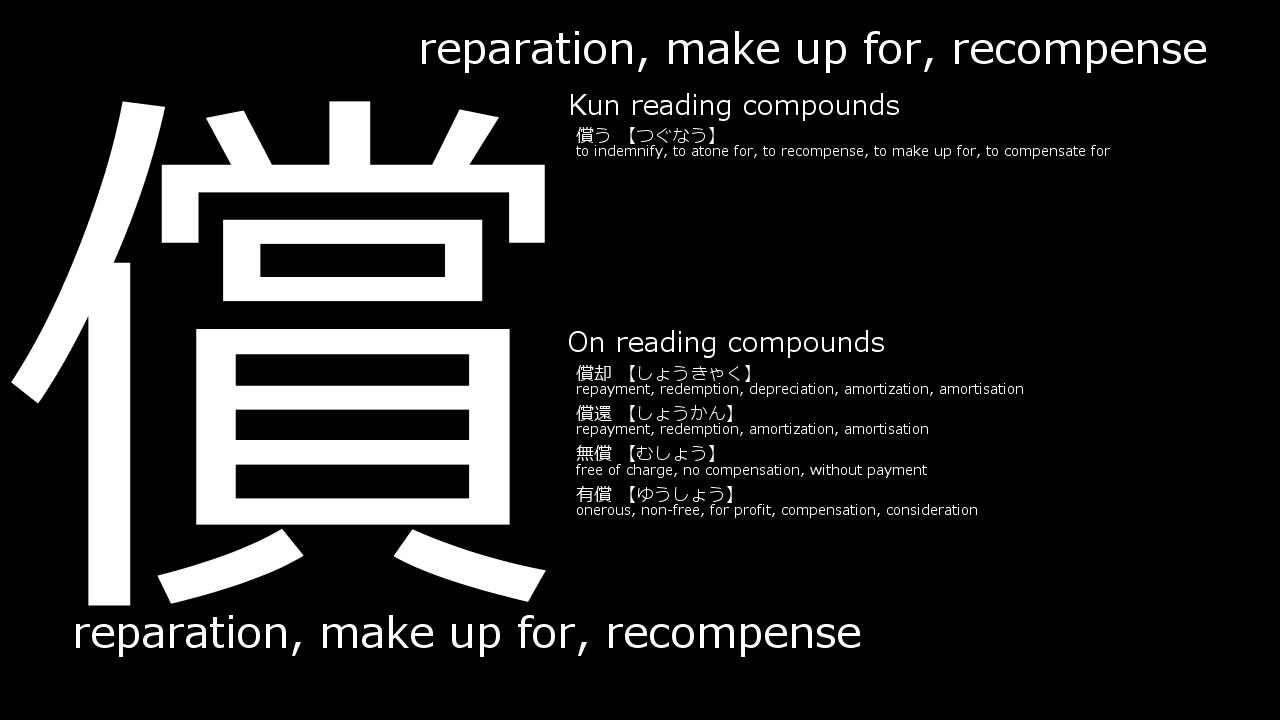 reparation, make up for, recompense
償
Kun reading compounds
償う 【つぐなう】
to indemnify, to atone for, to recompense, to make up for, to compensate for
On reading compounds
償却 【しょうきゃく】
repayment, redemption, depreciation, amortization, amortisation
償還 【しょうかん】
repayment, redemption, amortization, amortisation
無償 【むしょう】
free of charge, no compensation, without payment
有償 【ゆうしょう】
onerous, non-free, for profit, compensation, consideration
reparation, make up for, recompense